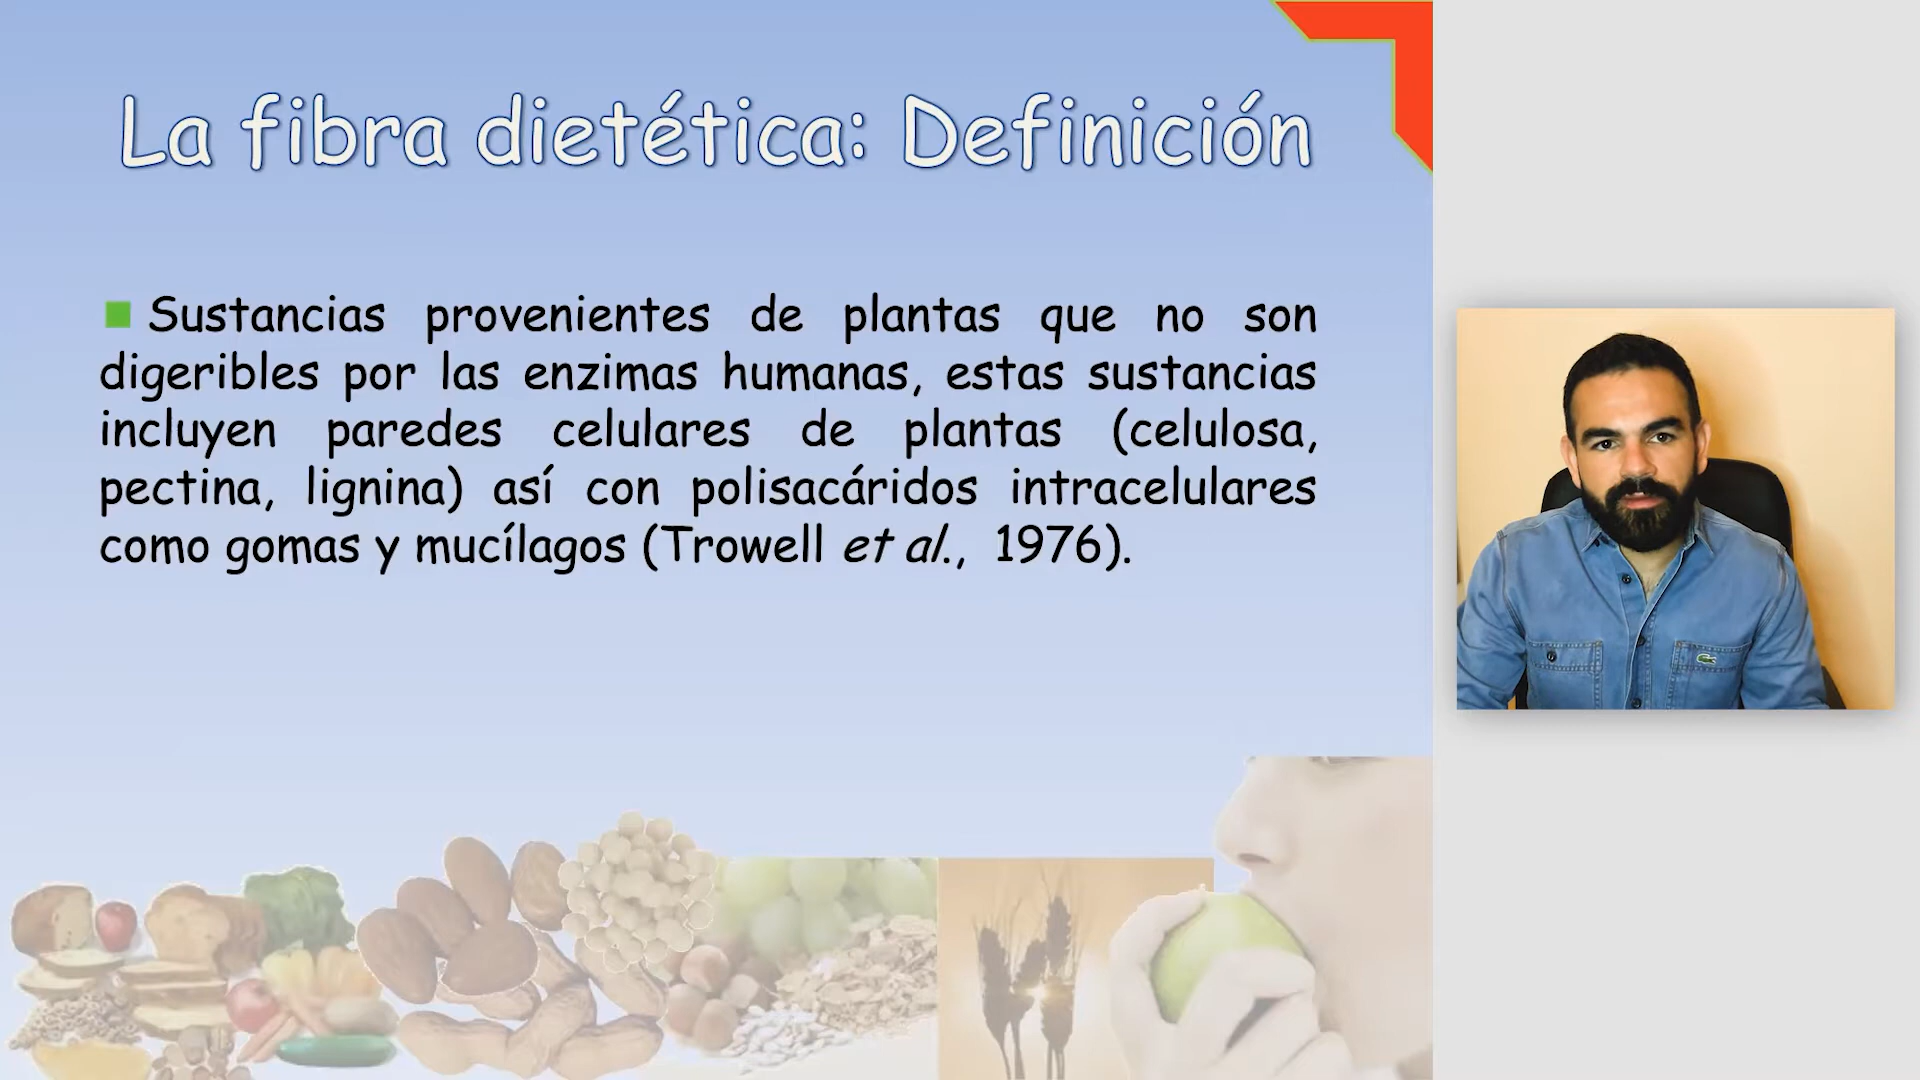 La fibra dietética: Definición
Sustancias provenientes de plantas que no son
digeribles por las enzimas humanas, estas sustancias
incluyen paredes celulares de plantas (celulosa,
pectina, lignina) así con polisacáridos intracelulares
como gomas y mucílagos (Trowell et al., 1976).